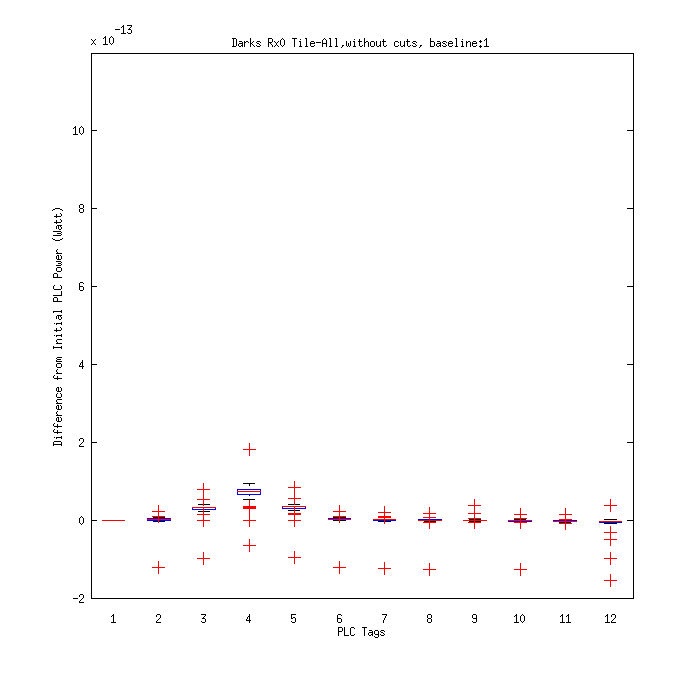 x 10^-13
Darks Rx0 Tile-All,without cuts, baseline:1
Difference from Initial PLC Power (Watt)
10
8
6
4
2
0
-2
1 2 3 4 5 6 7 8 9 10 11 12
PLC Tags